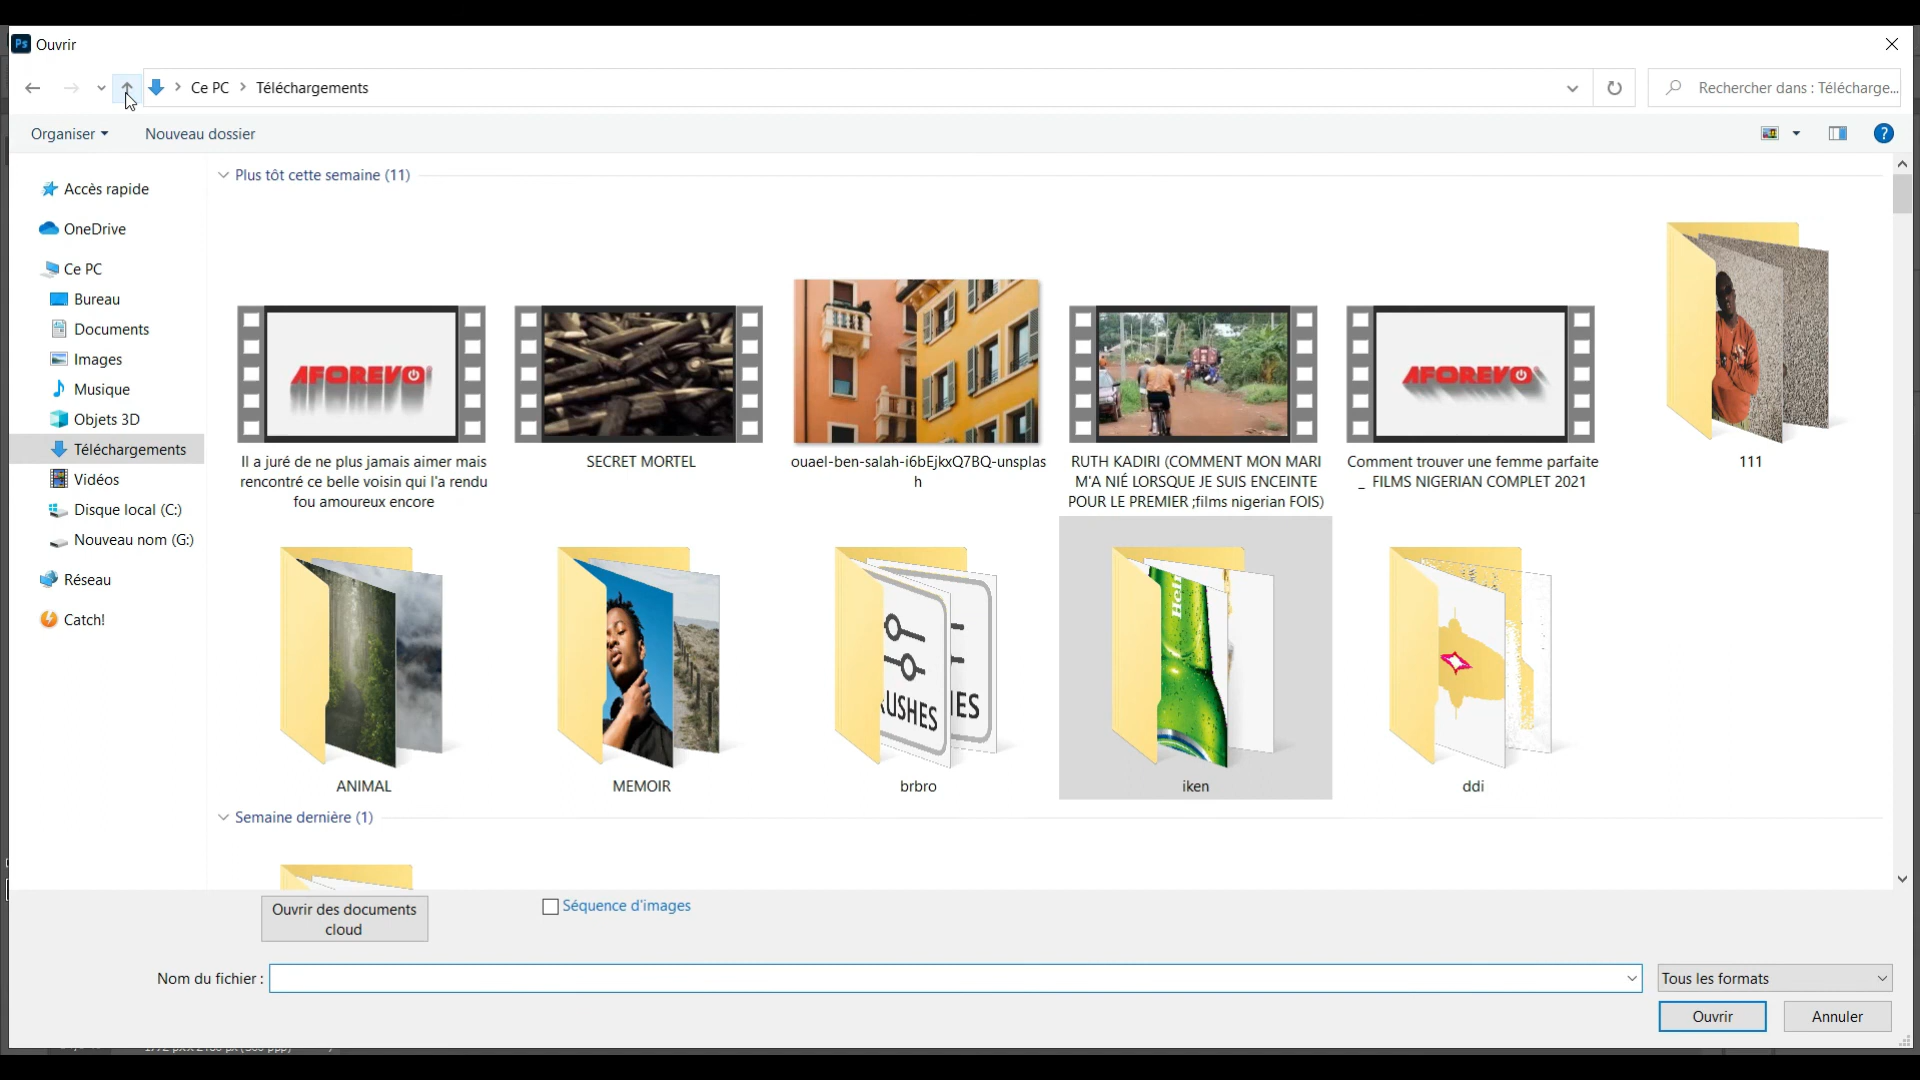 Ps Ouvrir
Ce PC Téléchargements
Rechercher dans : Télécharge...
Organiser Nouveau dossier
Plus tôt cette semaine (11)
Accès rapide
OneDrive
Ce PC
Bureau
Documents
Images
Musique
Objets 3D
Téléchargements
Vidéos
Disque local (C:)
Nouveau nom (G:)
Réseau
Catch!
AFOREVO
AFOREVO
Il a juré de ne plus jamais aimer mais
rencontré ce belle voisin qui l'a rendu
fou amoureux encore
SECRET MORTEL
ouael-ben-salah-i6bEjkxQ7BQ-unsplas
h
RUTH KADIRI (COMMENT MON MARI
M'A NIÉ LORSQUE JE SUIS ENCEINTE
POUR LE PREMIER ;films nigerian FOIS)
Comment trouver une femme parfaite
_ FILMS NIGERIAN COMPLET 2021
111
RUSHES
HES
Hei
ANIMAL
MEMOIR
brbro
iken
ddi
Semaine dernière (1)
Ouvrir des documents
cloud
Séquence d'images
Nom du fichier :
Tous les formats
Ouvrir
Annuler